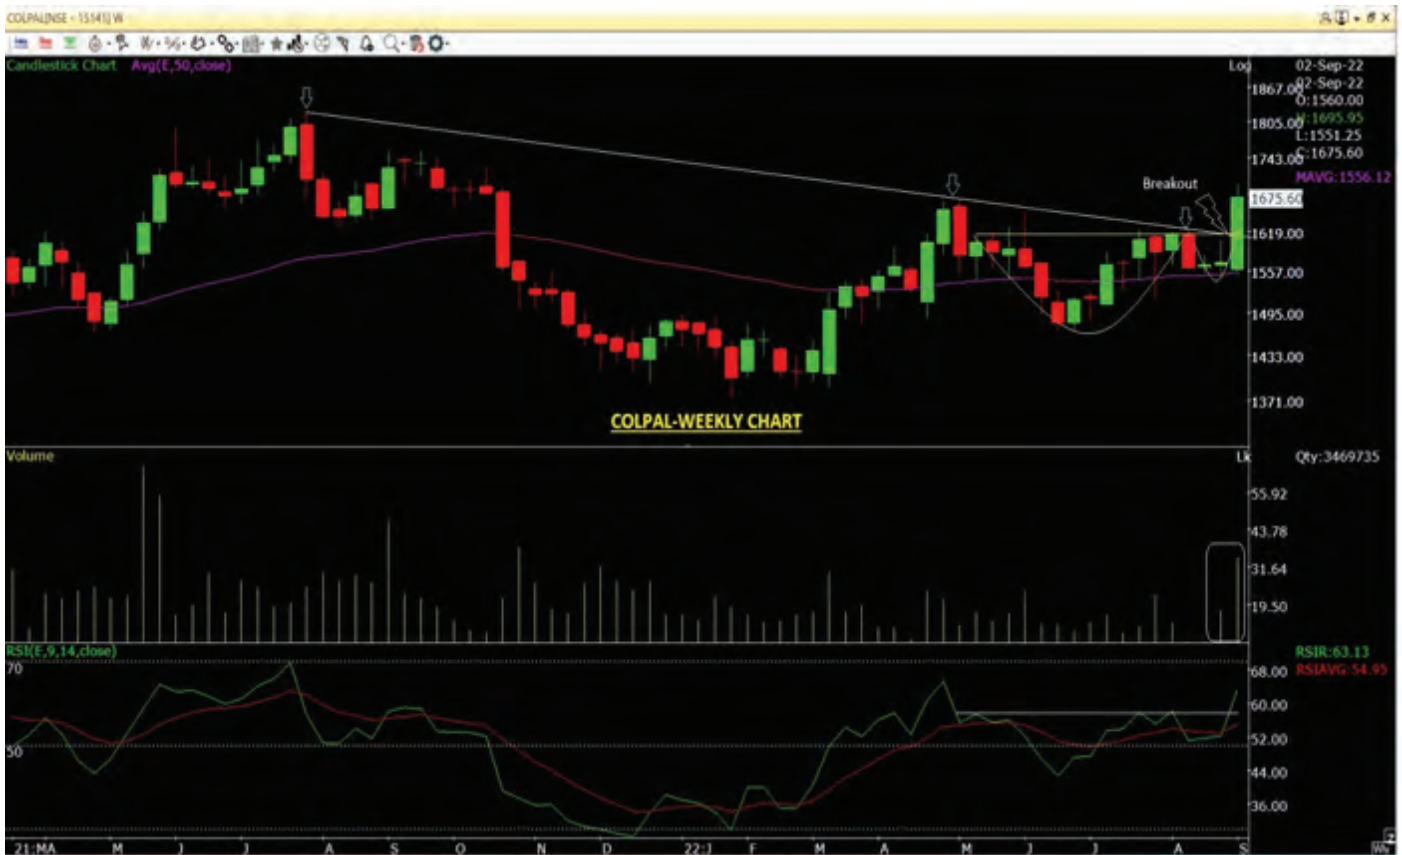 COLPAL[NSE - 15141] W
Candlestick Chart Avg(E,50,close)
Log
02-Sep-22
02-Sep-22
O:1560.00
H:1695.95
L:1551.25
C:1675.60
MAVG:1556.12
1867.00
1805.00
1743.00
1675.60
1619.00
1557.00
1495.00
1433.00
1371.00
Breakout
COLPAL-WEEKLY CHART
Volume
Lk
Qty:3469735
55.92
43.78
31.64
19.50
RSI(E,9,14,close)
RSIR:63.13
RSIAVG:54.95
70
50
68.00
60.00
52.00
44.00
36.00
21:MA M J J A S O N D 22:J F M A M J J A S